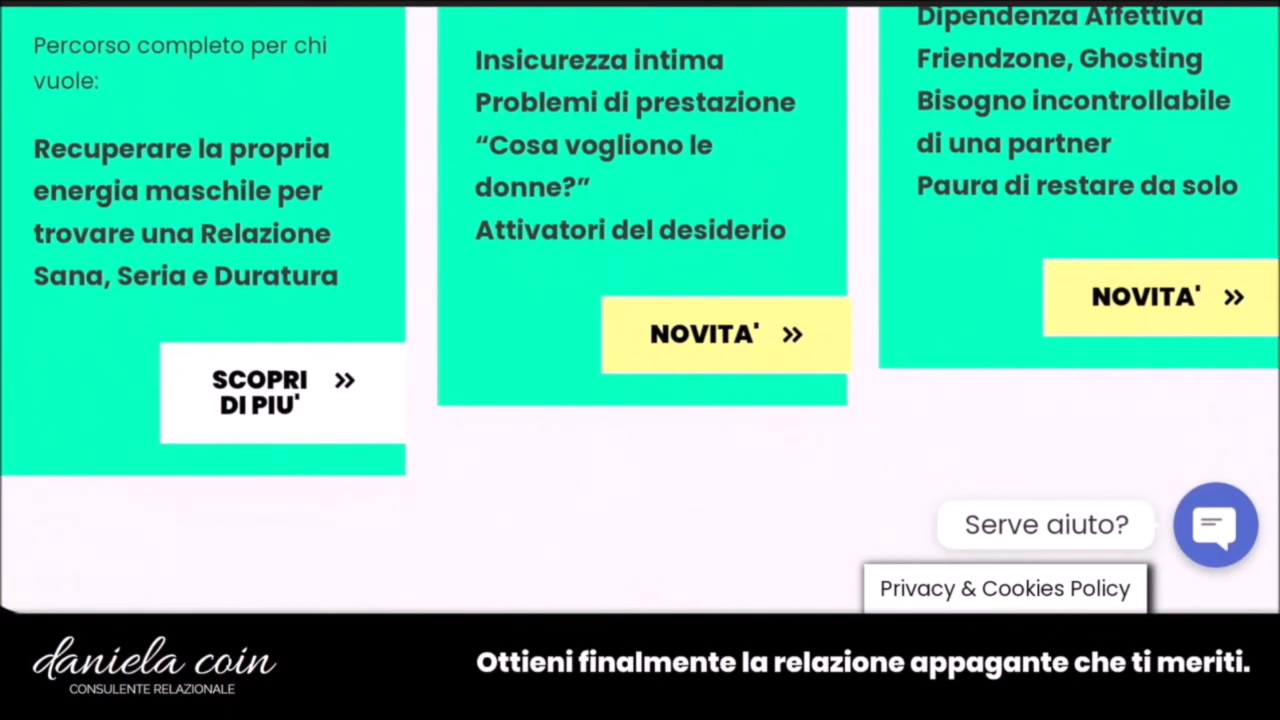 Percorso completo per chi
vuole:
Recuperare la propria
energia maschile per
trovare una Relazione
Sana, Seria e Duratura
SCOPRI
DI PIU'
Insicurezza intima
Problemi di prestazione
“Cosa vogliono le
donne?”
Attivatori del desiderio
NOVITA'
Dipendenza Affettiva
Friendzone, Ghosting
Bisogno incontrollabile
di una partner
Paura di restare da solo
NOVITA'
Serve aiuto?
Privacy & Cookies Policy
daniela coin
CONSULENTE RELAZIONALE
Ottieni finalmente la relazione appagante che ti meriti.